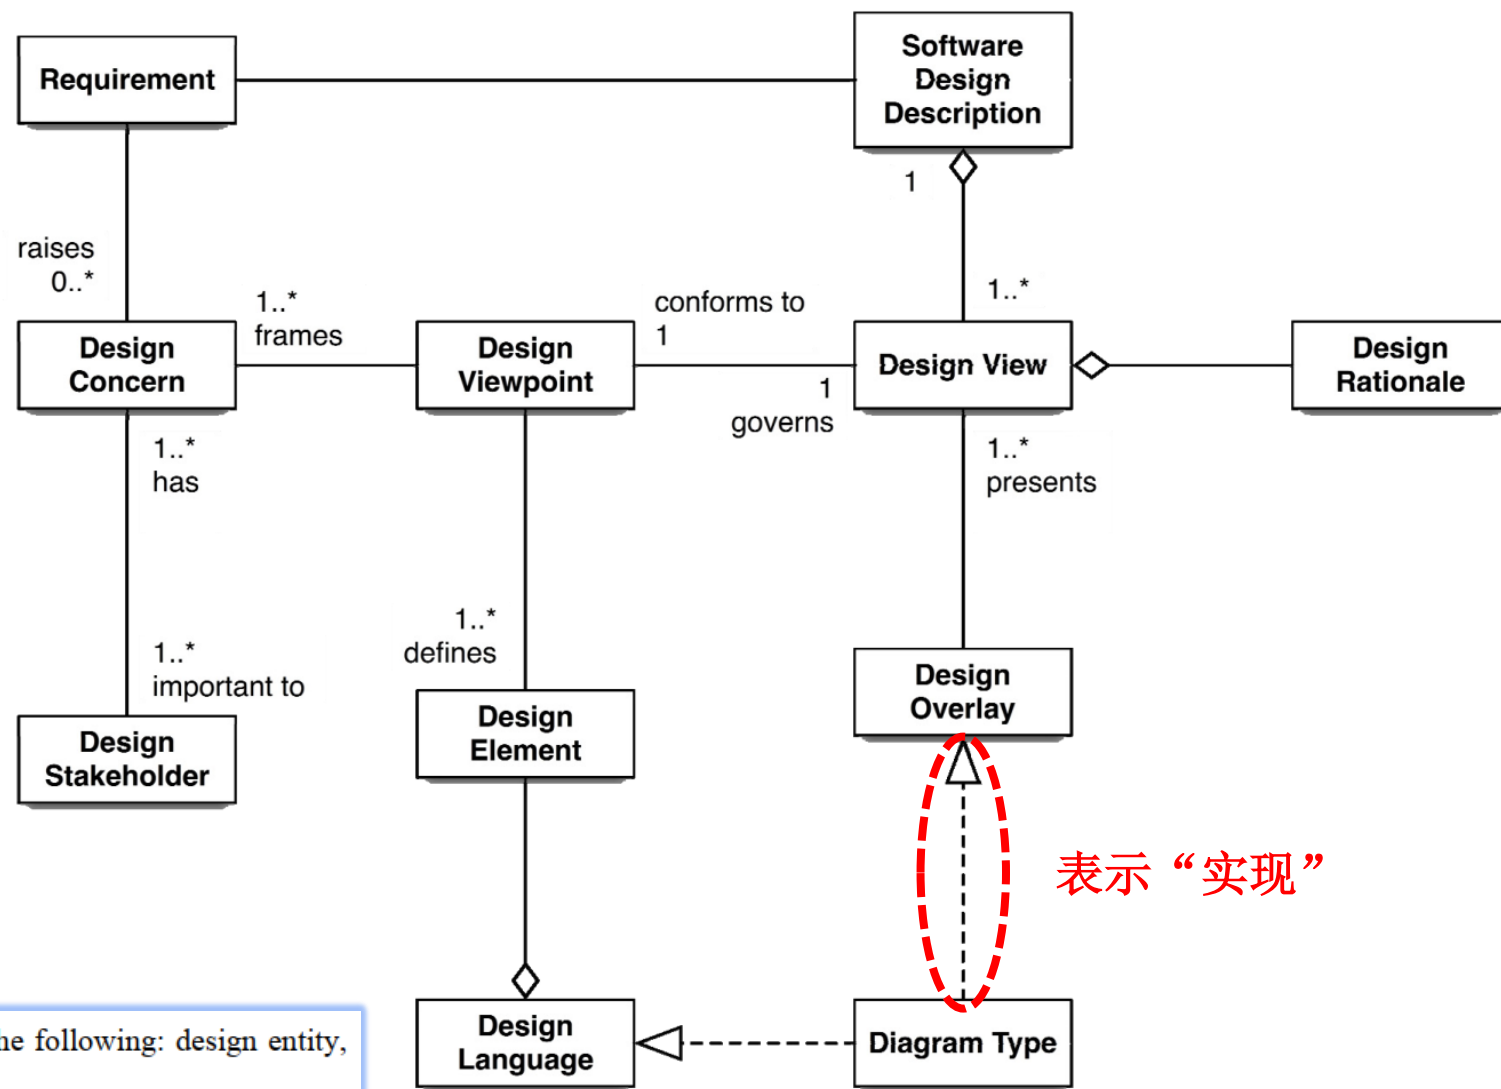 Requirement
Software
Design
Description
1
raises
0..*
1..*
frames
conforms to
1
1..*
Design
Concern
Design
Viewpoint
Design View
Design
Rationale
1
governs
1..*
has
1..*
presents
1..*
defines
1..*
important to
Design
Stakeholder
Design
Element
Design
Overlay
表示“实现”
he following: design entity,
Design
Language
Diagram Type